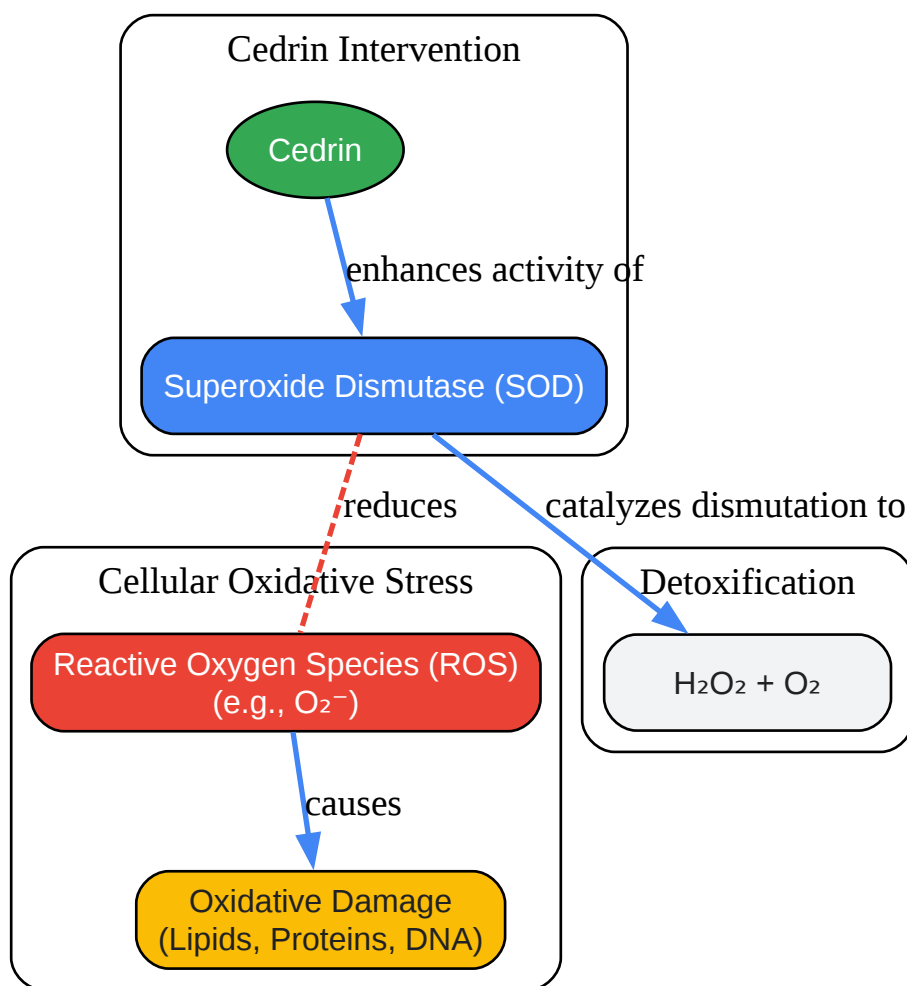 Cedrin Intervention
Cedrin
enhances activity of
Superoxide Dismutase (SOD)
reduces
catalyzes dismutation to
Cellular Oxidative Stress
Detoxification
Reactive Oxygen Species (ROS)
(e.g., O₂⁻)
H₂O₂ + O₂
causes
Oxidative Damage
(Lipids, Proteins, DNA)